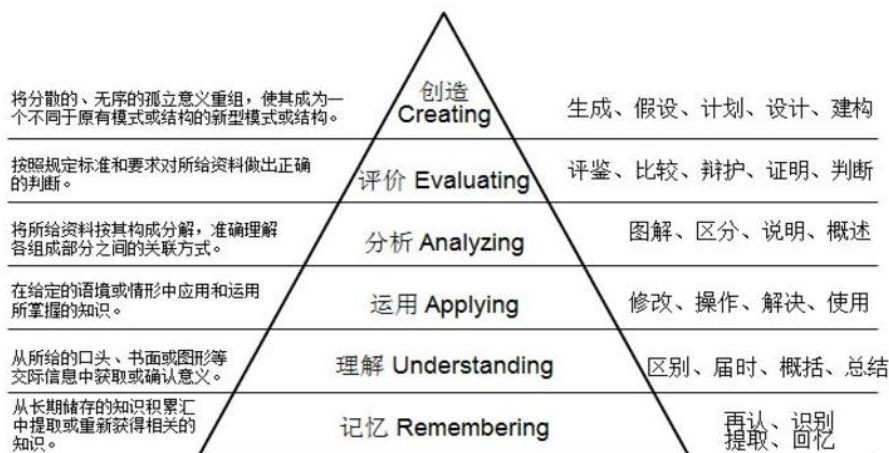 将分散的、无序的孤立意义重组，使其成为一
个不同于原有模式或结构的新型模式或结构。
创造
Creating
生成、假设、计划、设计、建构
按照规定标准和要求对所给资料做出正确
的判断。
评价 Evaluating
评鉴、比较、辩护、证明、判断
将所给资料按其构成分解，准确理解
各组成部分之间的关联方式。
分析 Analyzing
图解、区分、说明、概述
在给定的语境或情形中应用和运用
所掌握的知识。
运用 Applying
修改、操作、解决、使用
从所给的口头、书面或图形等
交际信息中获取或确认意义。
理解 Understanding
区别、届时、概括、总结
从长期储存的知识积累汇
中提取或重新获得相关的
知识。
记忆 Remembering
再认、识别
提取、回忆